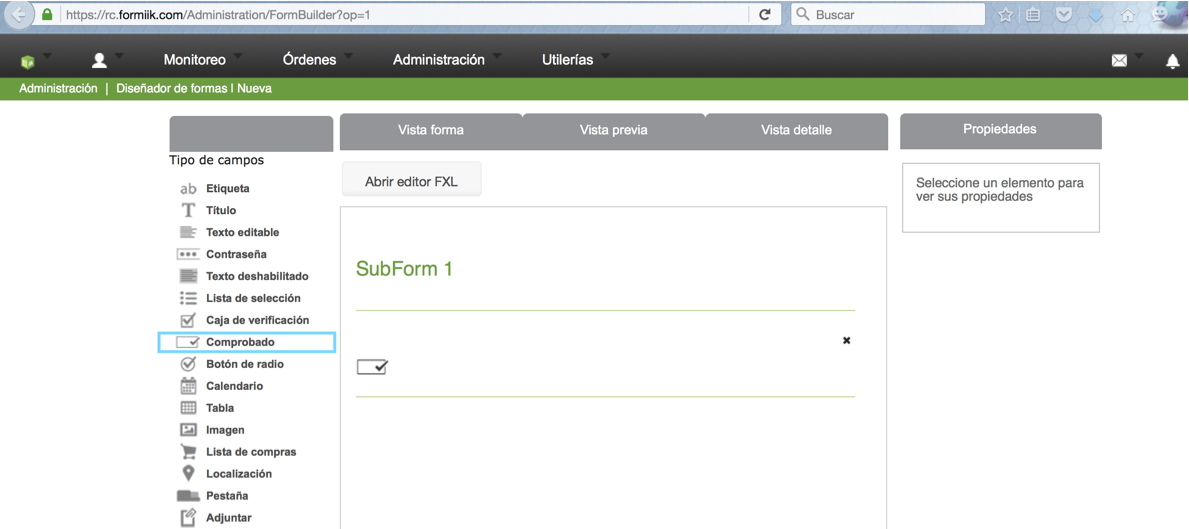 https://rc.formiik.com/Administration/FormBuilder?op=1
Buscar
Monitoreo Órdenes Administración Utilerías
Administración | Diseñador de formas | Nueva
Vista forma Vista previa Vista detalle Propiedades
Tipo de campos
Abrir editor FXL
Seleccione un elemento para
ver sus propiedades
ab Etiqueta
T Título
Texto editable
Contraseña
Texto deshabilitado
Lista de selección
Caja de verificación
Comprobado
Botón de radio
Calendario
Tabla
Imagen
Lista de compras
Localización
Pestaña
Adjuntar
SubForm 1